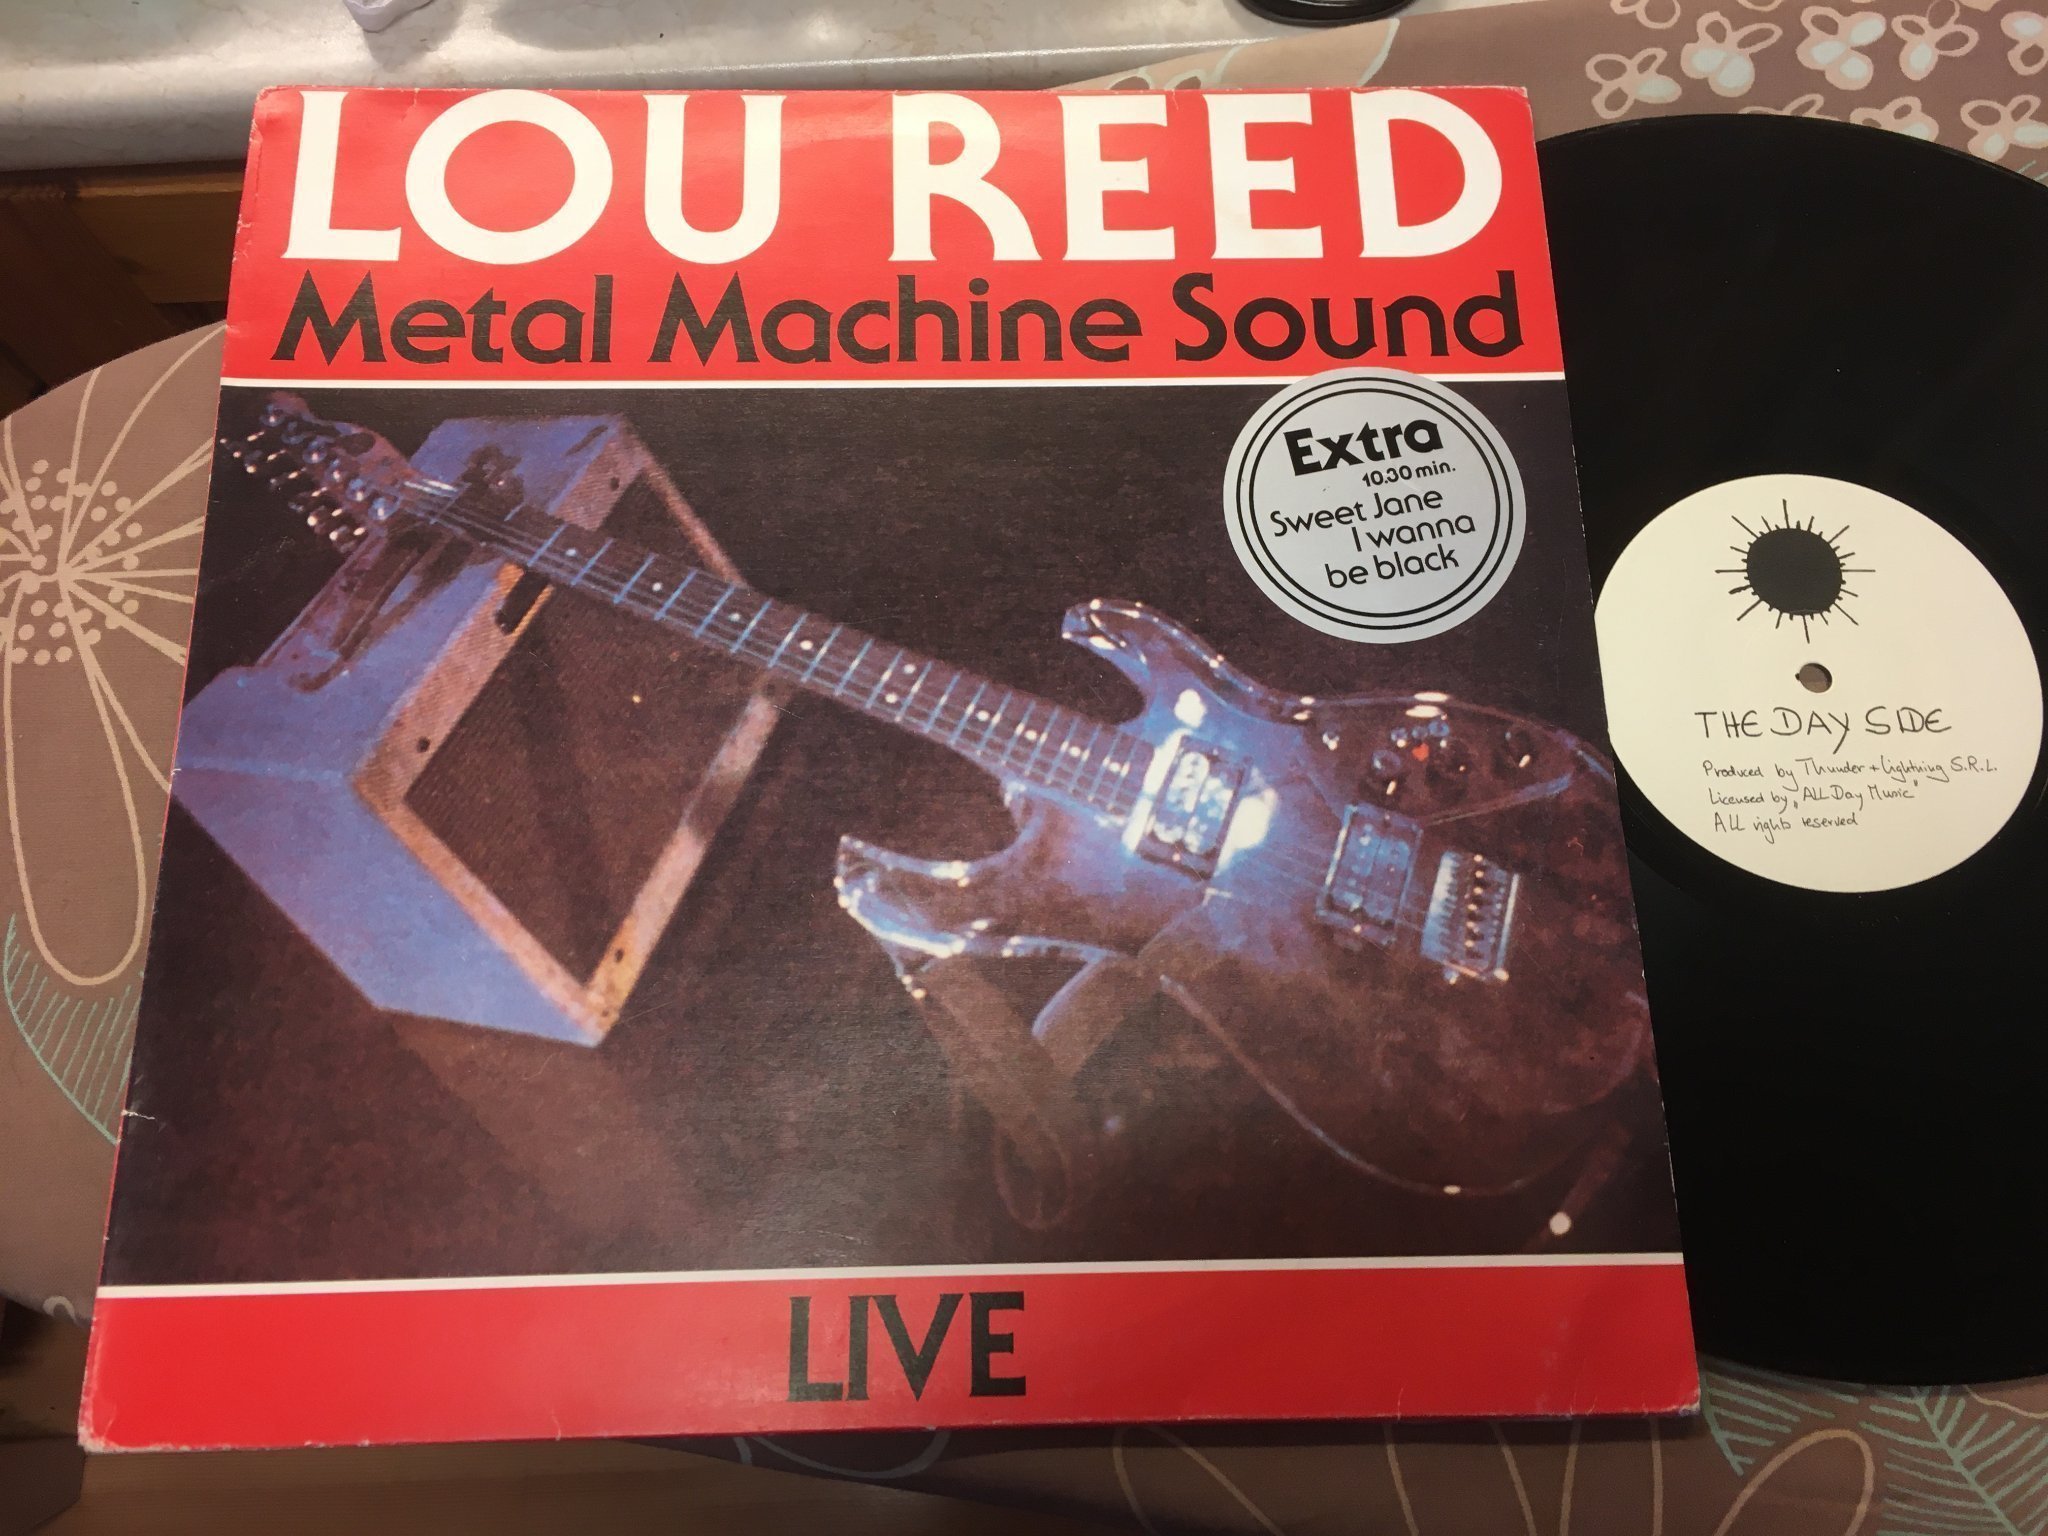 LOU REED
Metal Machine Sound
Extra
10.30 min.
Sweet Jane
I wanna
be black
LIVE
THE DAY SIDE
Produced by Thunder + Lightning S.R.L.
Licensed by „ALL Day Music"
ALL rights reserved